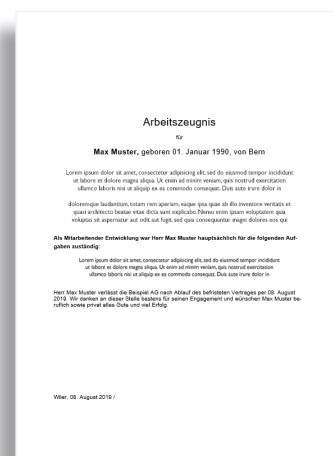 Arbeitszeugnis
für
Max Muster, geboren 01. Januar 1990, von Bern
Lorem ipsum dolor sit amet, consectetur adipisicing elit, sed do eiusmod tempor incididunt
ut labore et dolore magna aliqua. Ut enim ad minim veniam, quis nostrud exercitation
ullamco laboris nisi ut aliquip ex ea commodo consequat. Duis aute irure dolor in
doloremque laudantium, totam rem aperiam, eaque ipsa quae ab illo inventore veritatis et
quasi architecto beatae vitae dicta sunt explicabo. Nemo enim ipsam voluptatem quia
voluptas sit aspernatur aut odit aut fugit, sed quia consequuntur magni dolores eos qui
Als Mitarbeitender Entwicklung war Herr Max Muster hauptsächlich für die folgenden Auf-
gaben zuständig:
Lorem ipsum dolor sit amet, consectetur adipisicing elit, sed do eiusmod tempor incididunt
ut labore et dolore magna aliqua. Ut enim ad minim veniam, quis nostrud exercitation
ullamco laboris nisi ut aliquip ex ea commodo consequat. Duis aute irure dolor in
Herr Max Muster verlässt die Beispiel AG nach Ablauf des befristeten Vertrages per 08. August
2019. Wir danken an dieser Stelle bestens für seinen Engagement und wünschen Max Muster be-
ruflich sowie privat alles Gute und viel Erfolg.
Wiler, 08. August 2019 /